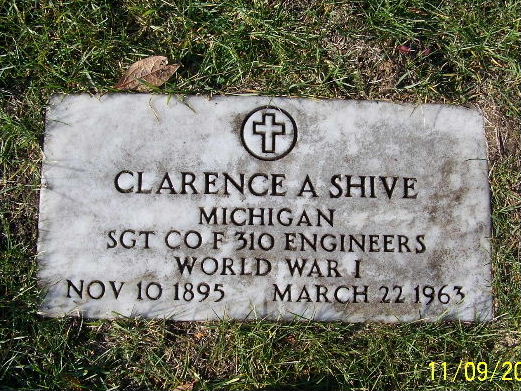 CLARENCE A SHIVE
MICHIGAN
SGT CO F 310 ENGINEERS
WORLD WAR I
NOV 10 1895 MARCH 22 1963
11/09/20